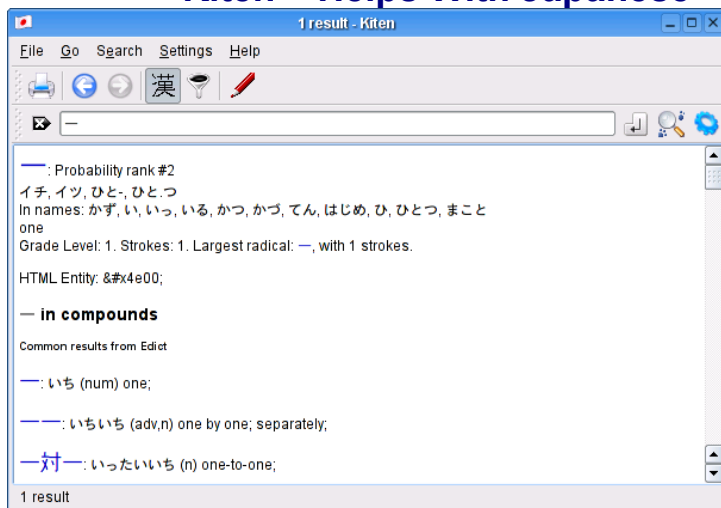 Kiten - Helps With Japanese
1 result - Kiten
File Go Search Settings Help
漢
一
一: Probability rank #2
イチ, イツ, ひと-, ひと.つ
In names: かず, い, いっ, いる, かつ, かづ, てん, はじめ, ひ, ひとつ, まこと
one
Grade Level: 1. Strokes: 1. Largest radical: 一, with 1 strokes.
HTML Entity: &#x4e00;
一 in compounds
Common results from Edict
一: いち (num) one;
一一: いちいち (adv,n) one by one; separately;
一対一: いったいいち (n) one-to-one;
1 result